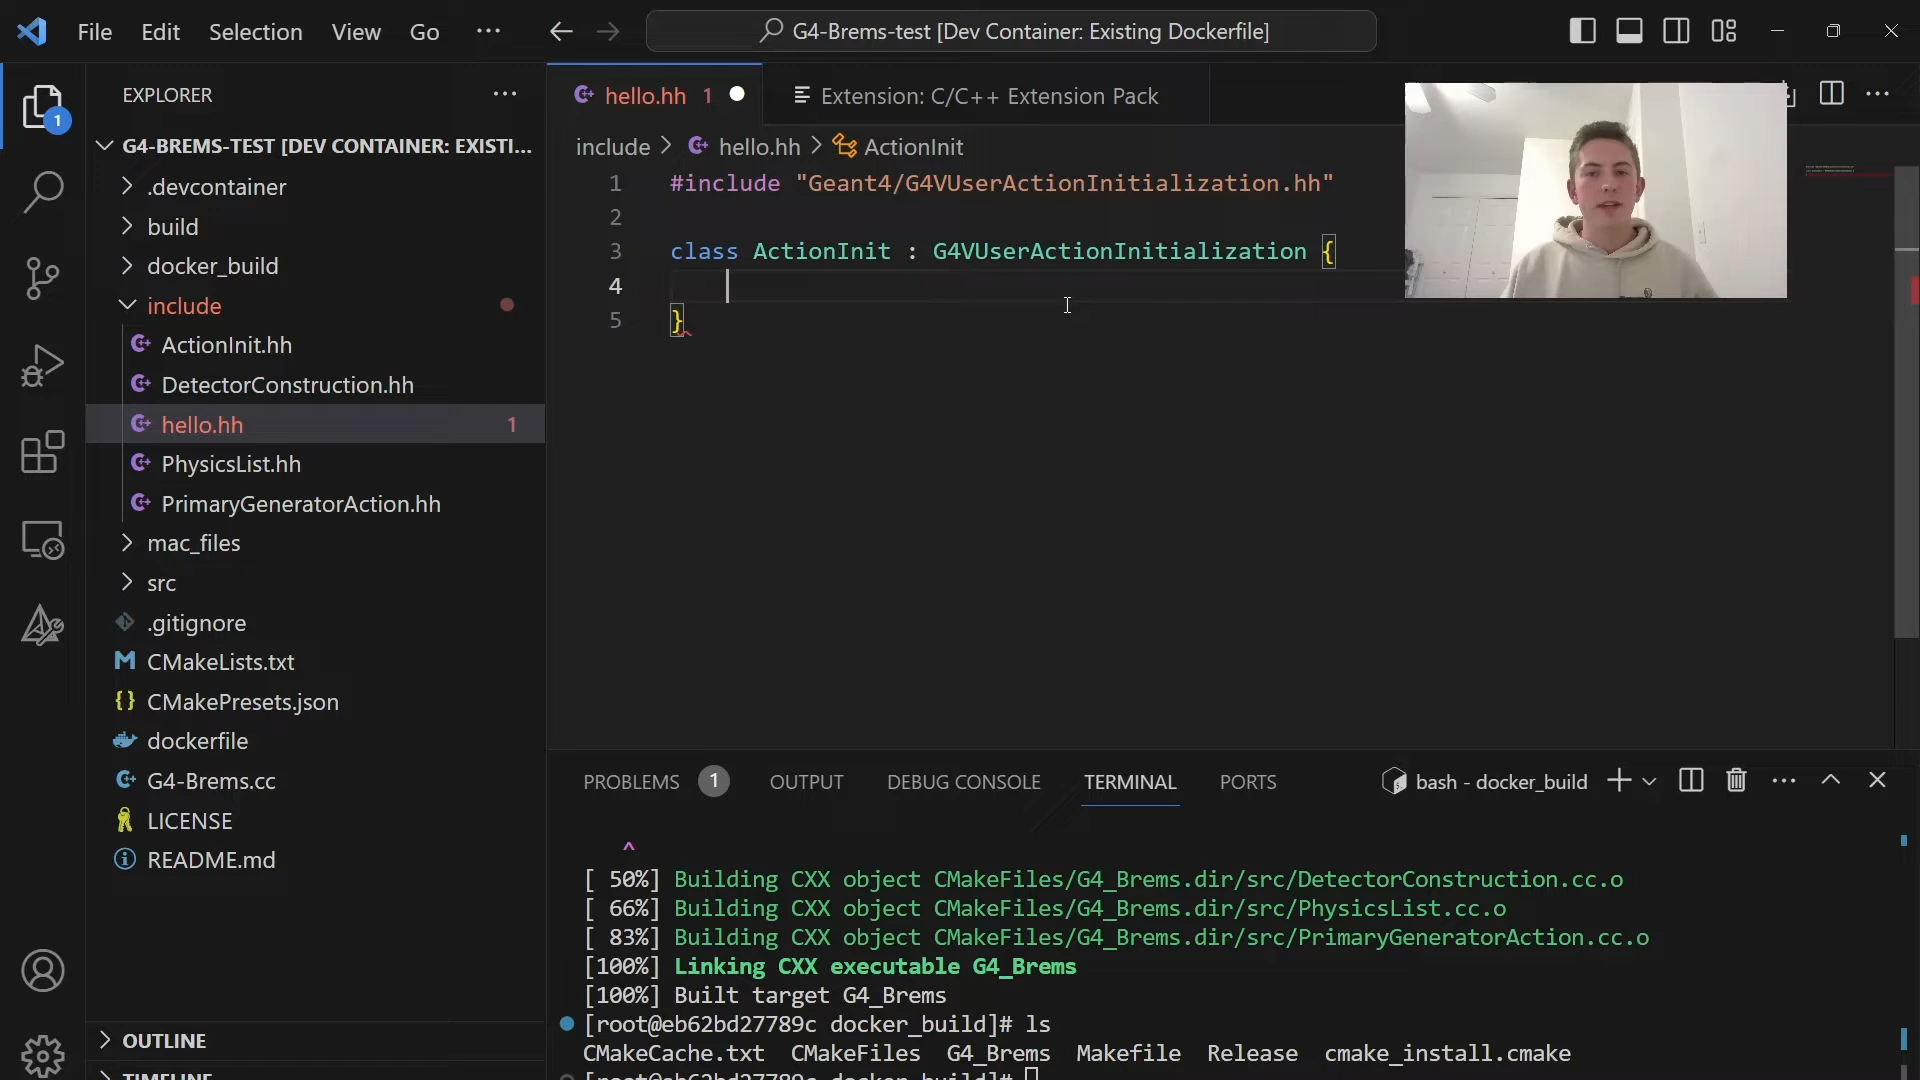 File Edit Selection View Go ··· G4-Brems-test [Dev Container: Existing Dockerfile]
EXPLORER ···
1
G4-BREMS-TEST [DEV CONTAINER: EXISTI...
.devcontainer
build
docker_build
include
ActionInit.hh
DetectorConstruction.hh
hello.hh 1
PhysicsList.hh
PrimaryGeneratorAction.hh
mac_files
src
.gitignore
CMakeLists.txt
CMakePresets.json
dockerfile
G4-Brems.cc
LICENSE
README.md
OUTLINE
TIMELINE
hello.hh 1 Extension: C/C++ Extension Pack
include > hello.hh > ActionInit
1 #include "Geant4/G4VUserActionInitialization.hh"
2
3 class ActionInit : G4VUserActionInitialization {
4
5 }
PROBLEMS 1 OUTPUT DEBUG CONSOLE TERMINAL PORTS bash - docker_build
^
[ 50%] Building CXX object CMakeFiles/G4_Brems.dir/src/DetectorConstruction.cc.o
[ 66%] Building CXX object CMakeFiles/G4_Brems.dir/src/PhysicsList.cc.o
[ 83%] Building CXX object CMakeFiles/G4_Brems.dir/src/PrimaryGeneratorAction.cc.o
[100%] Linking CXX executable G4_Brems
[100%] Built target G4_Brems
[root@eb62bd27789c docker_build]# ls
CMakeCache.txt CMakeFiles G4_Brems Makefile Release cmake_install.cmake
[root@eb62bd27789c docker_build]#